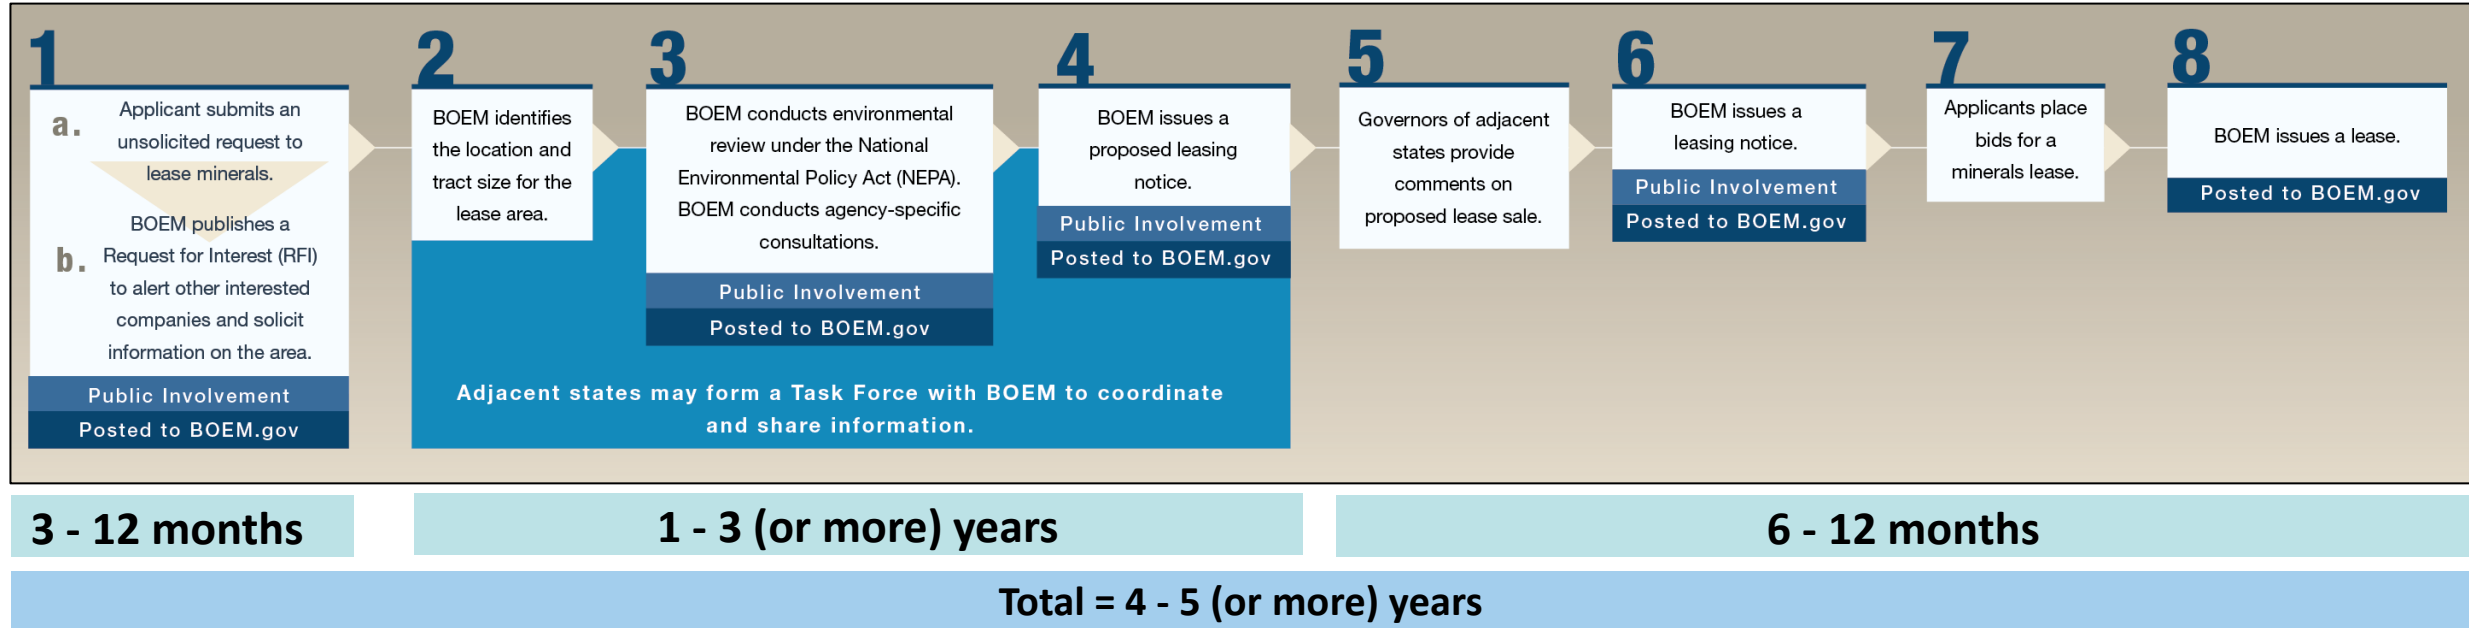 1
a.
Applicant submits an
unsolicited request to
lease minerals.
b.
BOEM publishes a
Request for Interest (RFI)
to alert other interested
companies and solicit
information on the area.
Public Involvement
Posted to BOEM.gov
2
BOEM identifies
the location and
tract size for the
lease area.
3
BOEM conducts environmental
review under the National
Environmental Policy Act (NEPA).
BOEM conducts agency-specific
consultations.
Public Involvement
Posted to BOEM.gov
4
BOEM issues a
proposed leasing
notice.
Public Involvement
Posted to BOEM.gov
Adjacent states may form a Task Force with BOEM to coordinate
and share information.
5
Governors of adjacent
states provide
comments on
proposed lease sale.
6
BOEM issues a
leasing notice.
Public Involvement
Posted to BOEM.gov
7
Applicants place
bids for a
minerals lease.
8
BOEM issues a lease.
Posted to BOEM.gov
3 - 12 months
1 - 3 (or more) years
6 - 12 months
Total = 4 - 5 (or more) years